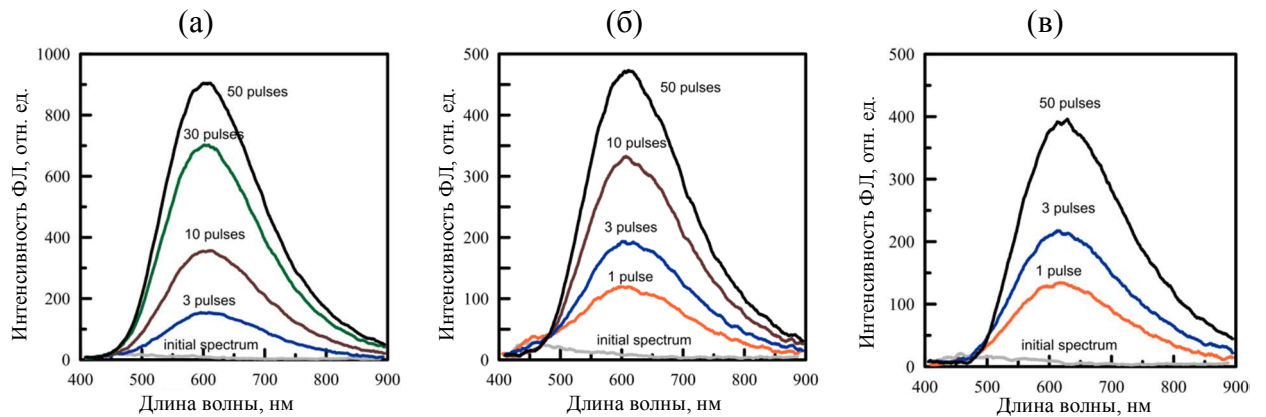 (а)
Интенсивность ФЛ, отн. ед.
1000
800
600
400
200
0
50 pulses
30 pulses
10 pulses
3 pulses
initial spectrum
400 500 600 700 800 900
Длина волны, нм
(б)
Интенсивность ФЛ, отн. ед.
500
400
300
200
100
0
50 pulses
10 pulses
3 pulses
1 pulse
initial spectrum
400 500 600 700 800 900
Длина волны, нм
(в)
Интенсивность ФЛ, отн. ед.
500
400
300
200
100
0
50 pulses
3 pulses
1 pulse
initial spectrum
400 500 600 700 800 900
Длина волны, нм